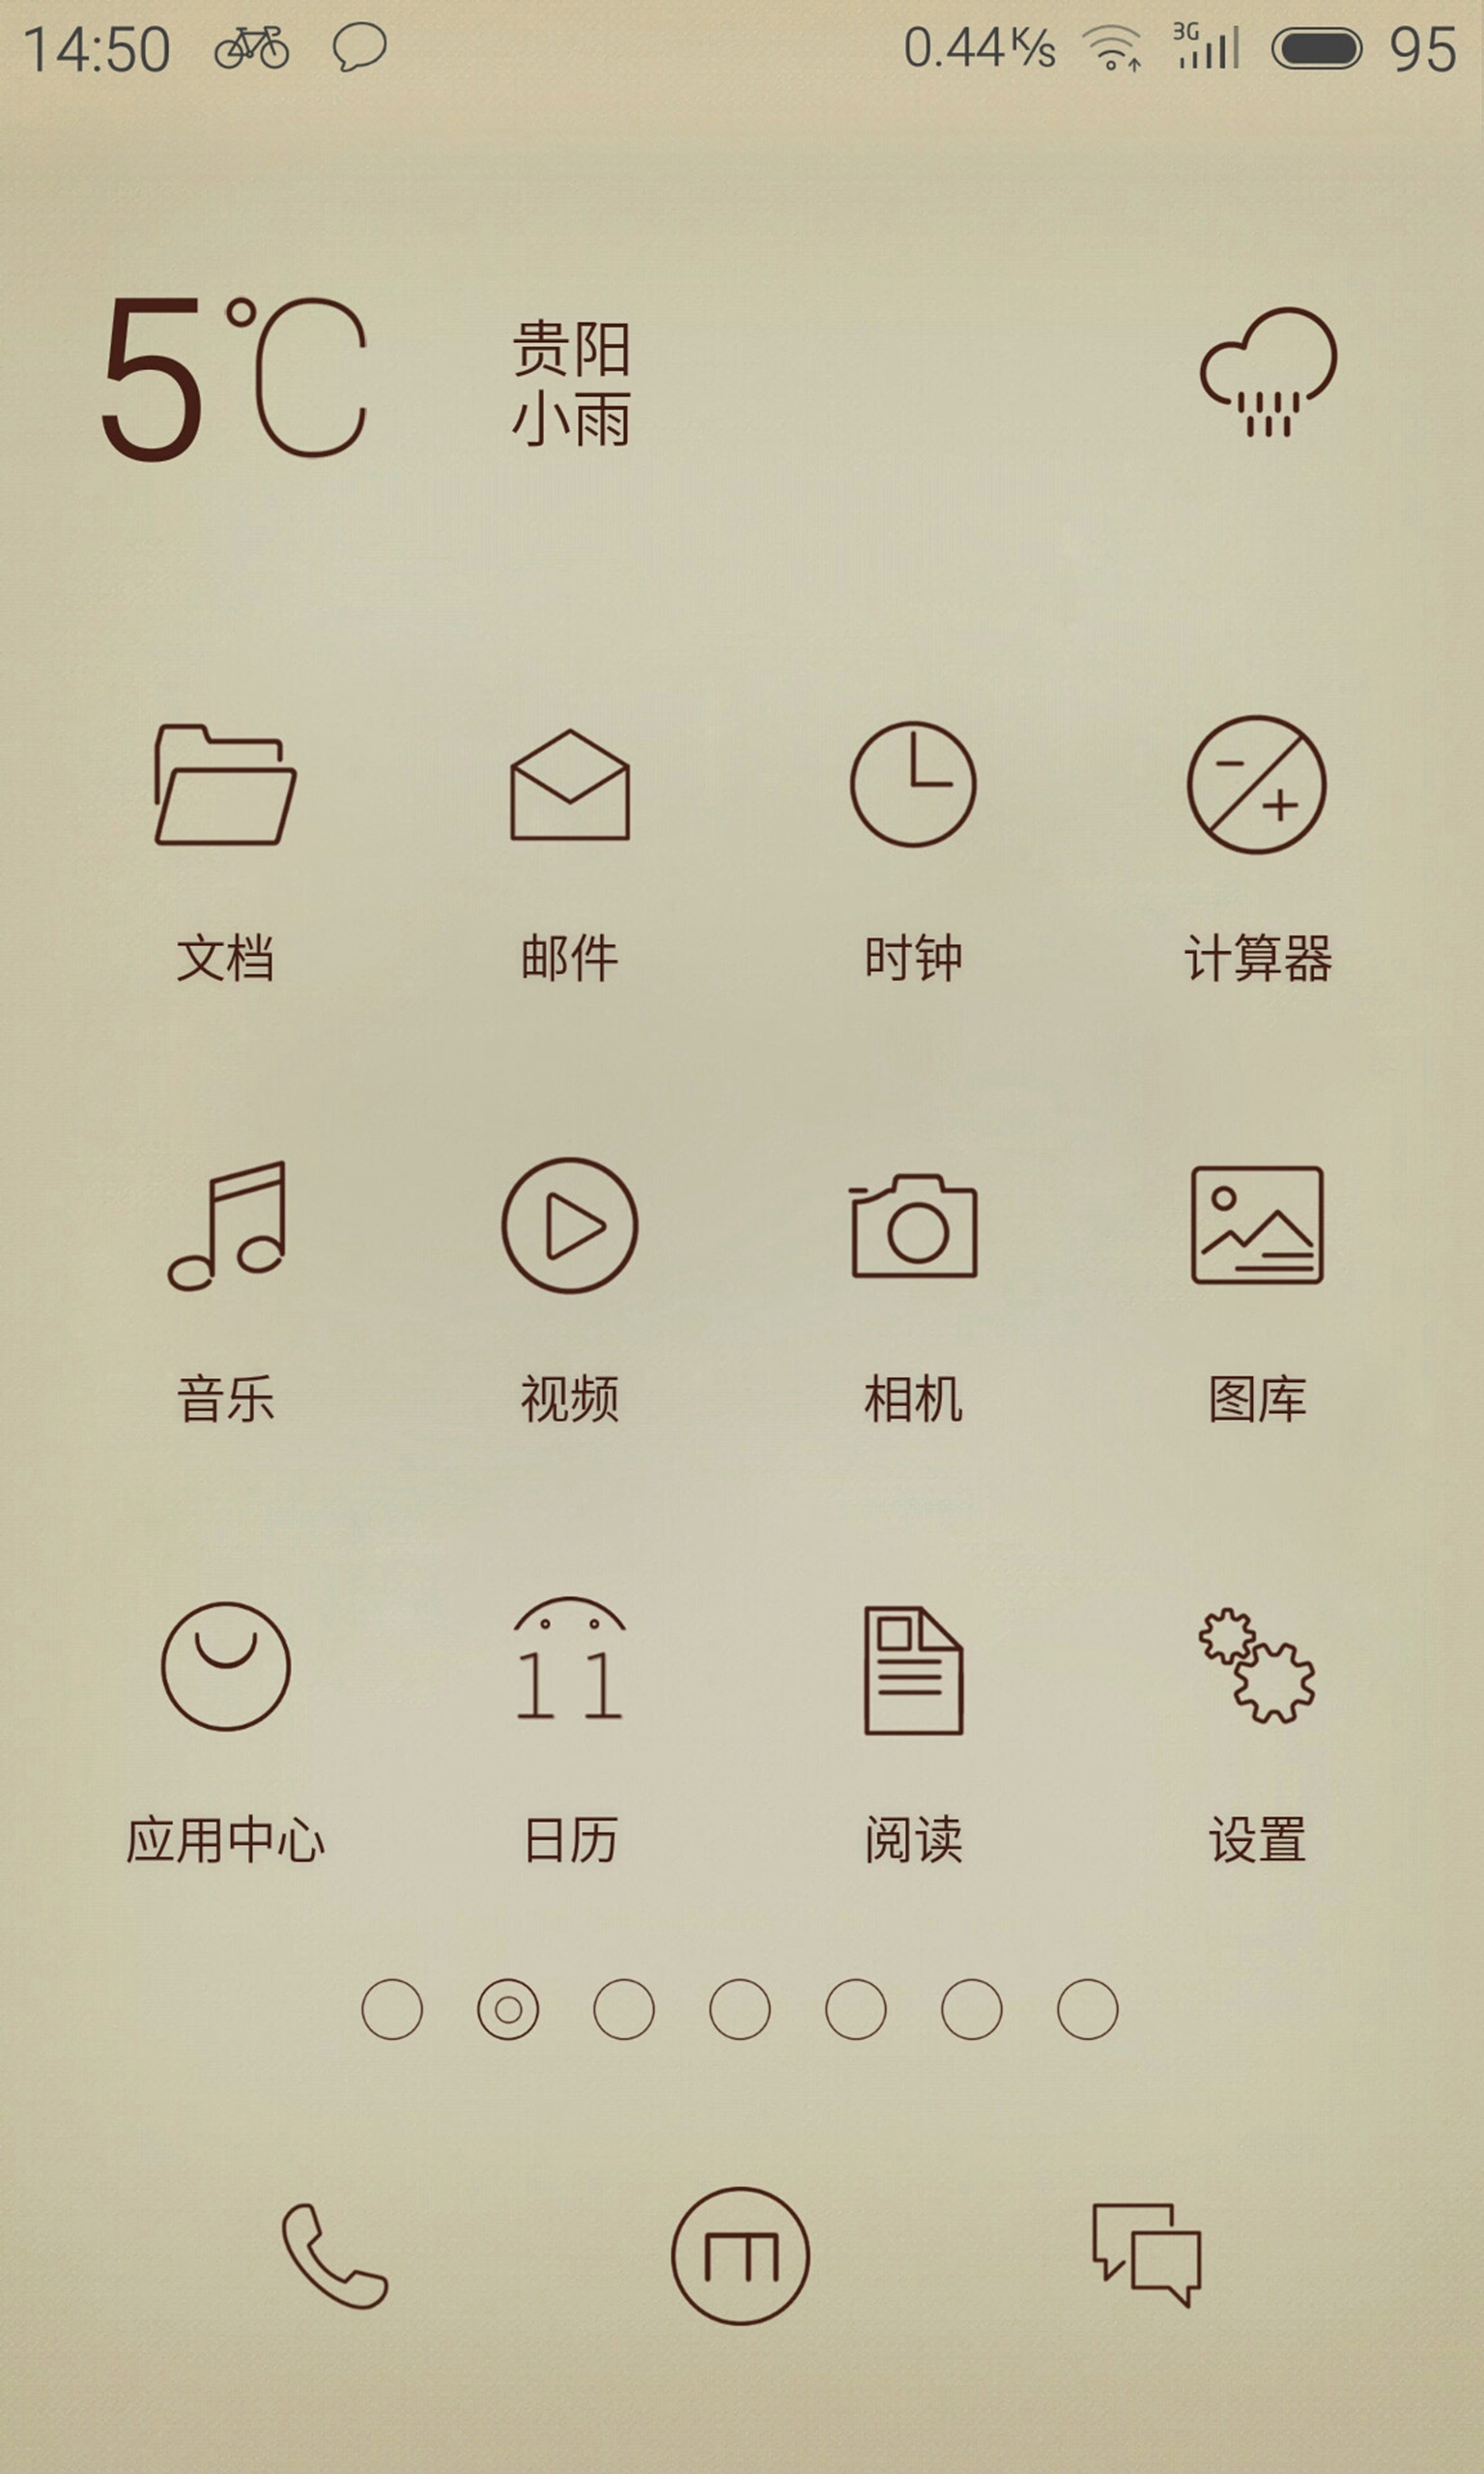 14:50 0.44K/s 3G 95
5℃
贵阳
小雨
文档 邮件 时钟 计算器
音乐 视频 相机 图库
11
应用中心 日历 阅读 设置